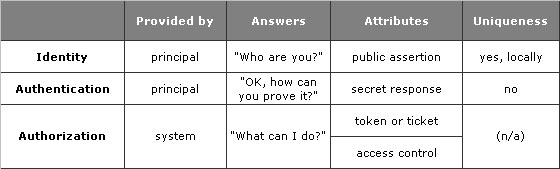 Provided by Answers Attributes Uniqueness
Identity principal "Who are you?" public assertion yes, locally
Authentication principal "OK, how can you prove it?" secret response no
Authorization system "What can I do?" token or ticket (n/a)
access control